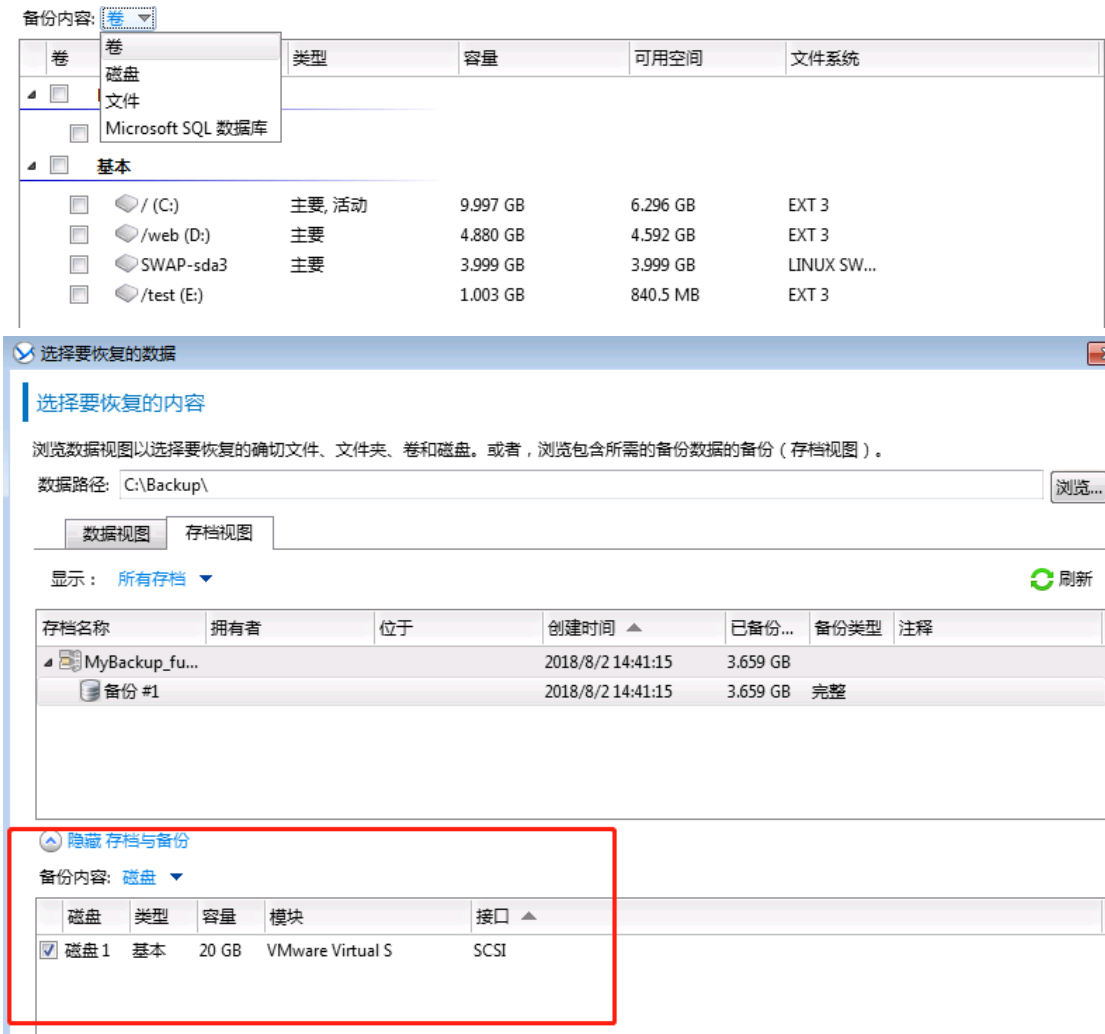 备份内容: 卷
卷 类型 容量 可用空间 文件系统
卷
磁盘
文件
Microsoft SQL 数据库
基本
/ (C:) 主要, 活动 9.997 GB 6.296 GB EXT 3
/web (D:) 主要 4.880 GB 4.592 GB EXT 3
SWAP-sda3 主要 3.999 GB 3.999 GB LINUX SW...
/test (E:) 1.003 GB 840.5 MB EXT 3
选择要恢复的数据
选择要恢复的内容
浏览数据视图以选择要恢复的确切文件、文件夹、卷和磁盘。或者，浏览包含所需的备份数据的备份（存档视图）。
数据路径: C:\Backup\ 浏览...
数据视图 存档视图
显示： 所有存档 刷新
存档名称 拥有者 位于 创建时间 已备份... 备份类型 注释
MyBackup_fu... 2018/8/2 14:41:15 3.659 GB
备份 #1 2018/8/2 14:41:15 3.659 GB 完整
隐藏 存档与备份
备份内容: 磁盘
磁盘 类型 容量 模块 接口
磁盘 1 基本 20 GB VMware Virtual S SCSI